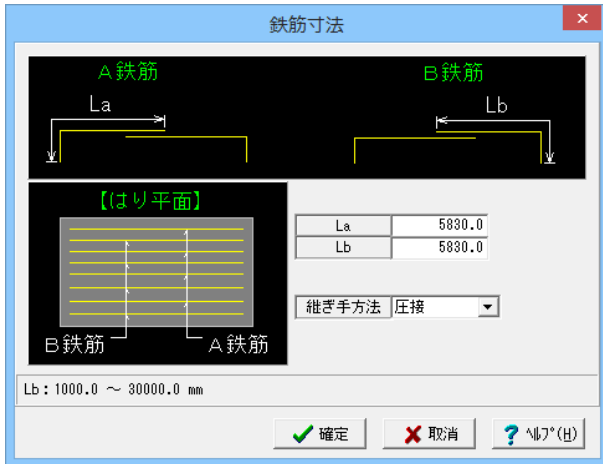 鉄筋寸法
A鉄筋
B鉄筋
La
Lb
【はり平面】
B鉄筋
A鉄筋
La 5830.0
Lb 5830.0
継ぎ手方法 圧接
Lb：1000.0 ～ 30000.0 mm
確定
取消
ﾍﾙﾌﾟ(H)